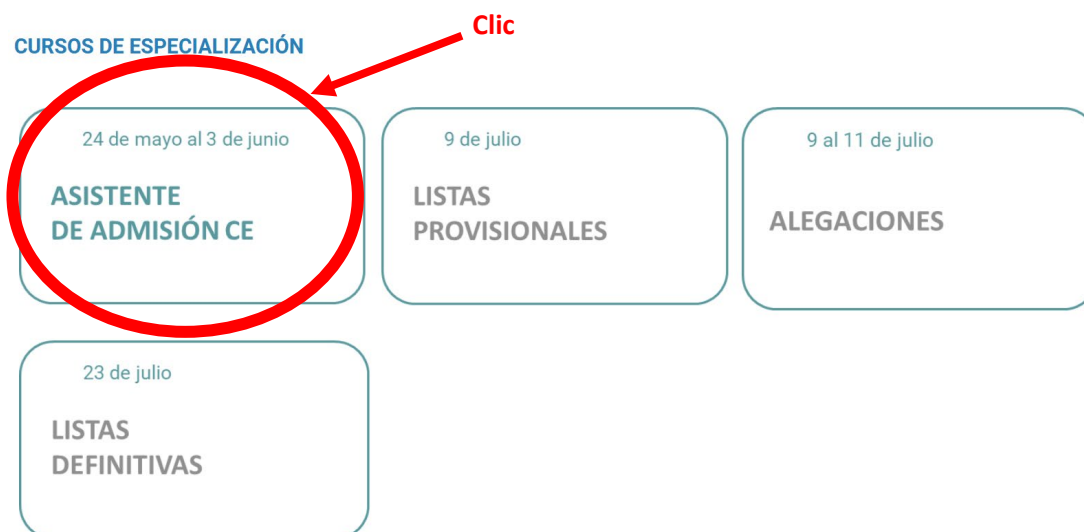 Clic
CURSOS DE ESPECIALIZACIÓN
24 de mayo al 3 de junio
ASISTENTE
DE ADMISIÓN CE
9 de julio
LISTAS
PROVISIONALES
9 al 11 de julio
ALEGACIONES
23 de julio
LISTAS
DEFINITIVAS